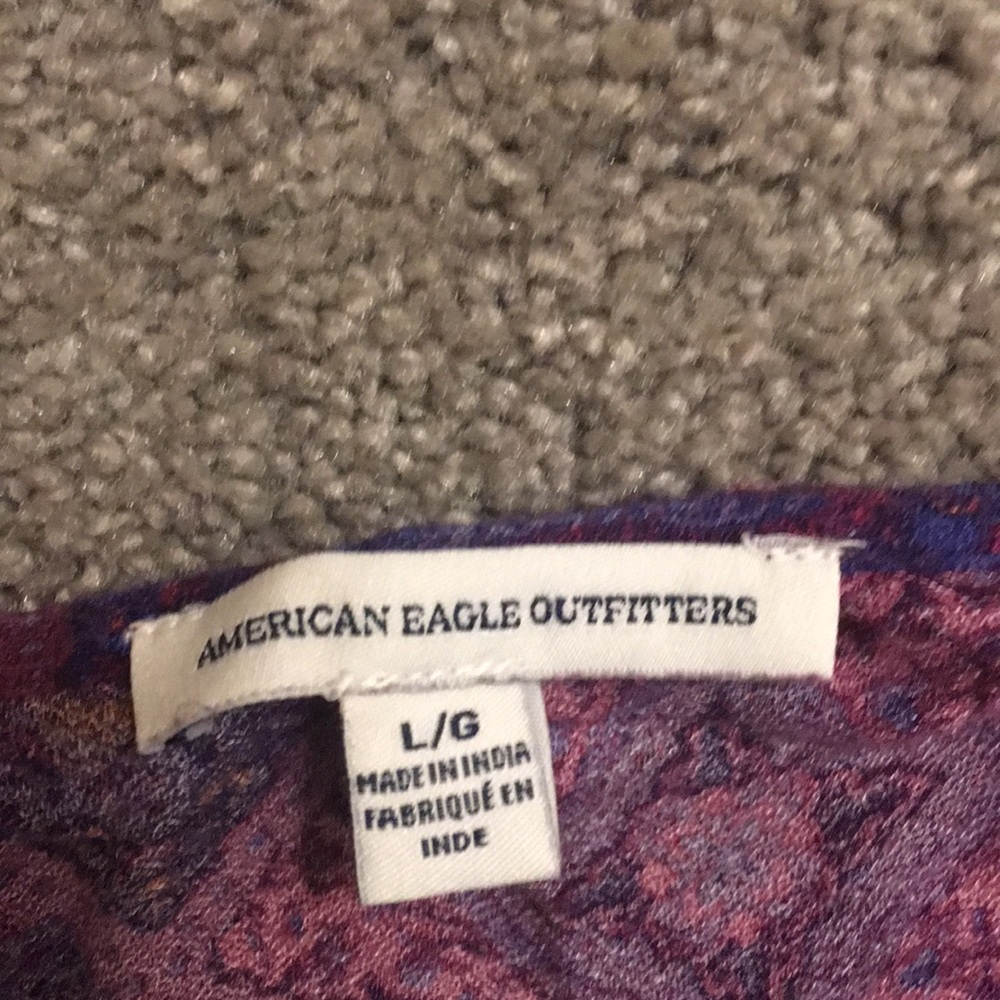 AMERICAN EAGLE OUTFITTERS
L/G
MADE IN INDIA
FABRIQUÉ EN
INDE